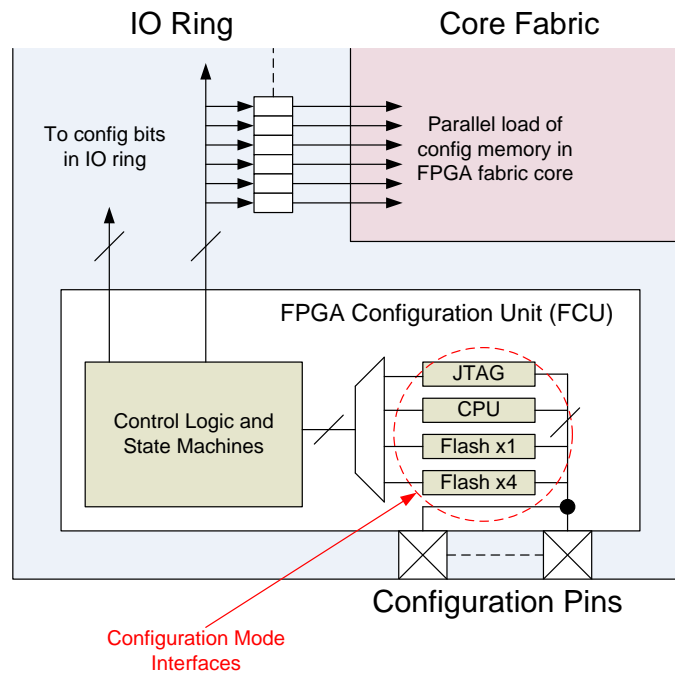 IO Ring
Core Fabric
To config bits
in IO ring
Parallel load of
config memory in
FPGA fabric core
FPGA Configuration Unit (FCU)
Control Logic and
State Machines
JTAG
CPU
Flash x1
Flash x4
Configuration Pins
Configuration Mode
Interfaces